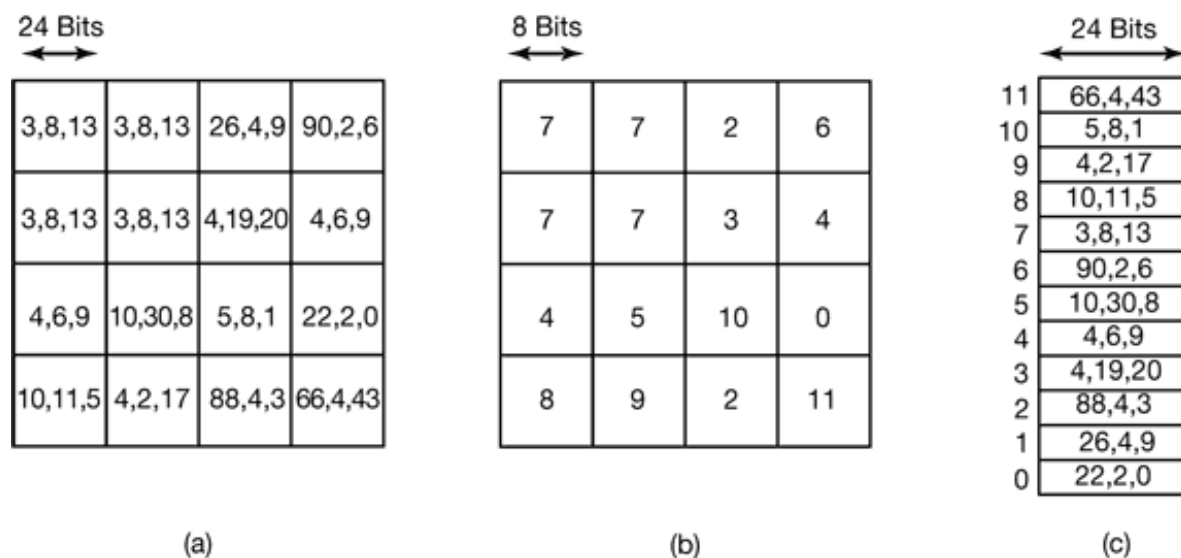 24 Bits
3,8,13 3,8,13 26,4,9 90,2,6
3,8,13 3,8,13 4,19,20 4,6,9
4,6,9 10,30,8 5,8,1 22,2,0
10,11,5 4,2,17 88,4,3 66,4,43
(a)
8 Bits
7 7 2 6
7 7 3 4
4 5 10 0
8 9 2 11
(b)
24 Bits
11 66,4,43
10 5,8,1
9 4,2,17
8 10,11,5
7 3,8,13
6 90,2,6
5 10,30,8
4 4,6,9
3 4,19,20
2 88,4,3
1 26,4,9
0 22,2,0
(c)